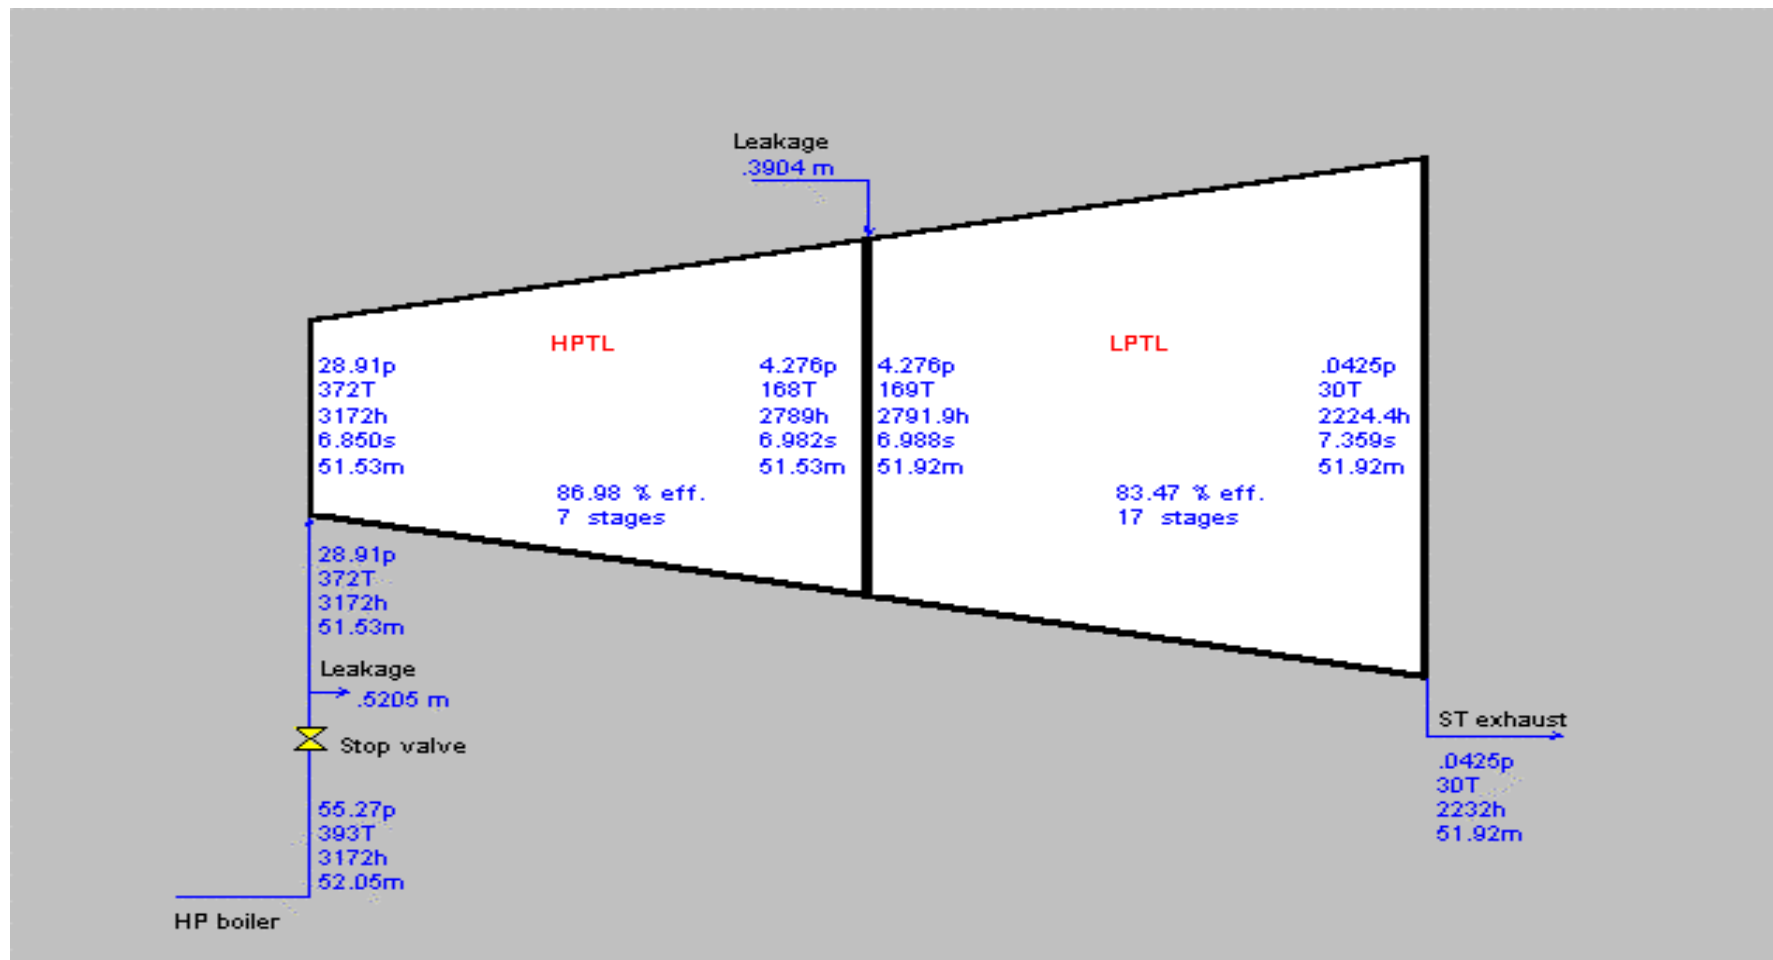 Leakage
.3904 m
HPTL
LPTL
28.91p
372T
3172h
6.850s
51.53m
4.276p
168T
2789h
6.982s
51.53m
4.276p
169T
2791.9h
6.988s
51.92m
.0425p
30T
2224.4h
7.359s
51.92m
86.98 % eff.
7 stages
83.47 % eff.
17 stages
28.91p
372T
3172h
51.53m
Leakage
.5205 m
Stop valve
55.27p
393T
3172h
52.05m
HP boiler
ST exhaust
.0425p
30T
2232h
51.92m